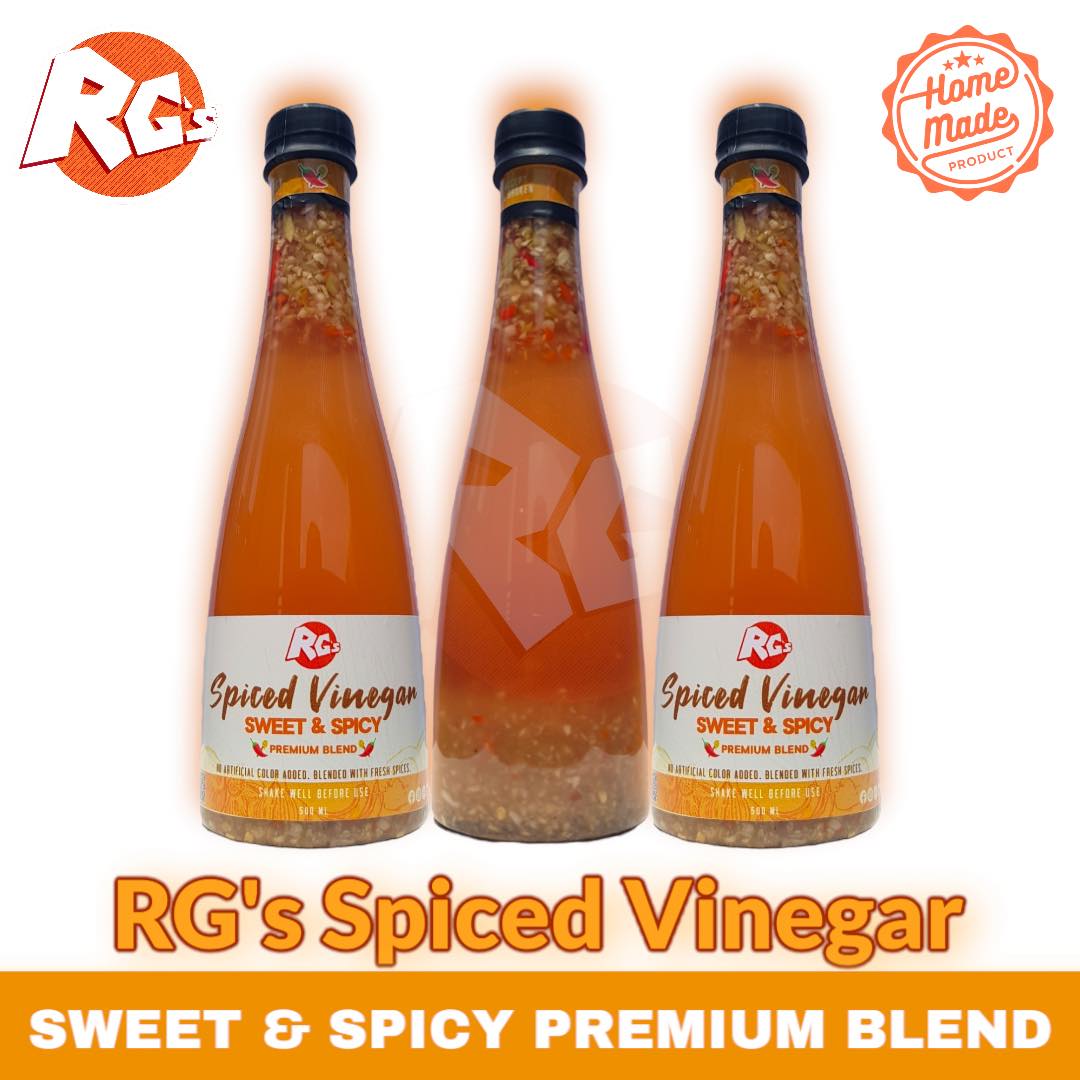 RG's
Home
Made
PRODUCT
BROKEN
RG
RG's
Spiced Vinegar
SWEET & SPICY
PREMIUM BLEND
NO ARTIFICIAL COLOR ADDED. BLENDED WITH FRESH SPICES.
SHAKE WELL BEFORE USE
500 ML
RG's
Spiced Vinegar
SWEET & SPICY
PREMIUM BLEND
NO ARTIFICIAL COLOR ADDED. BLENDED WITH FRESH SPICES.
SHAKE WELL BEFORE USE
500 ML
RG's Spiced Vinegar
SWEET & SPICY PREMIUM BLEND